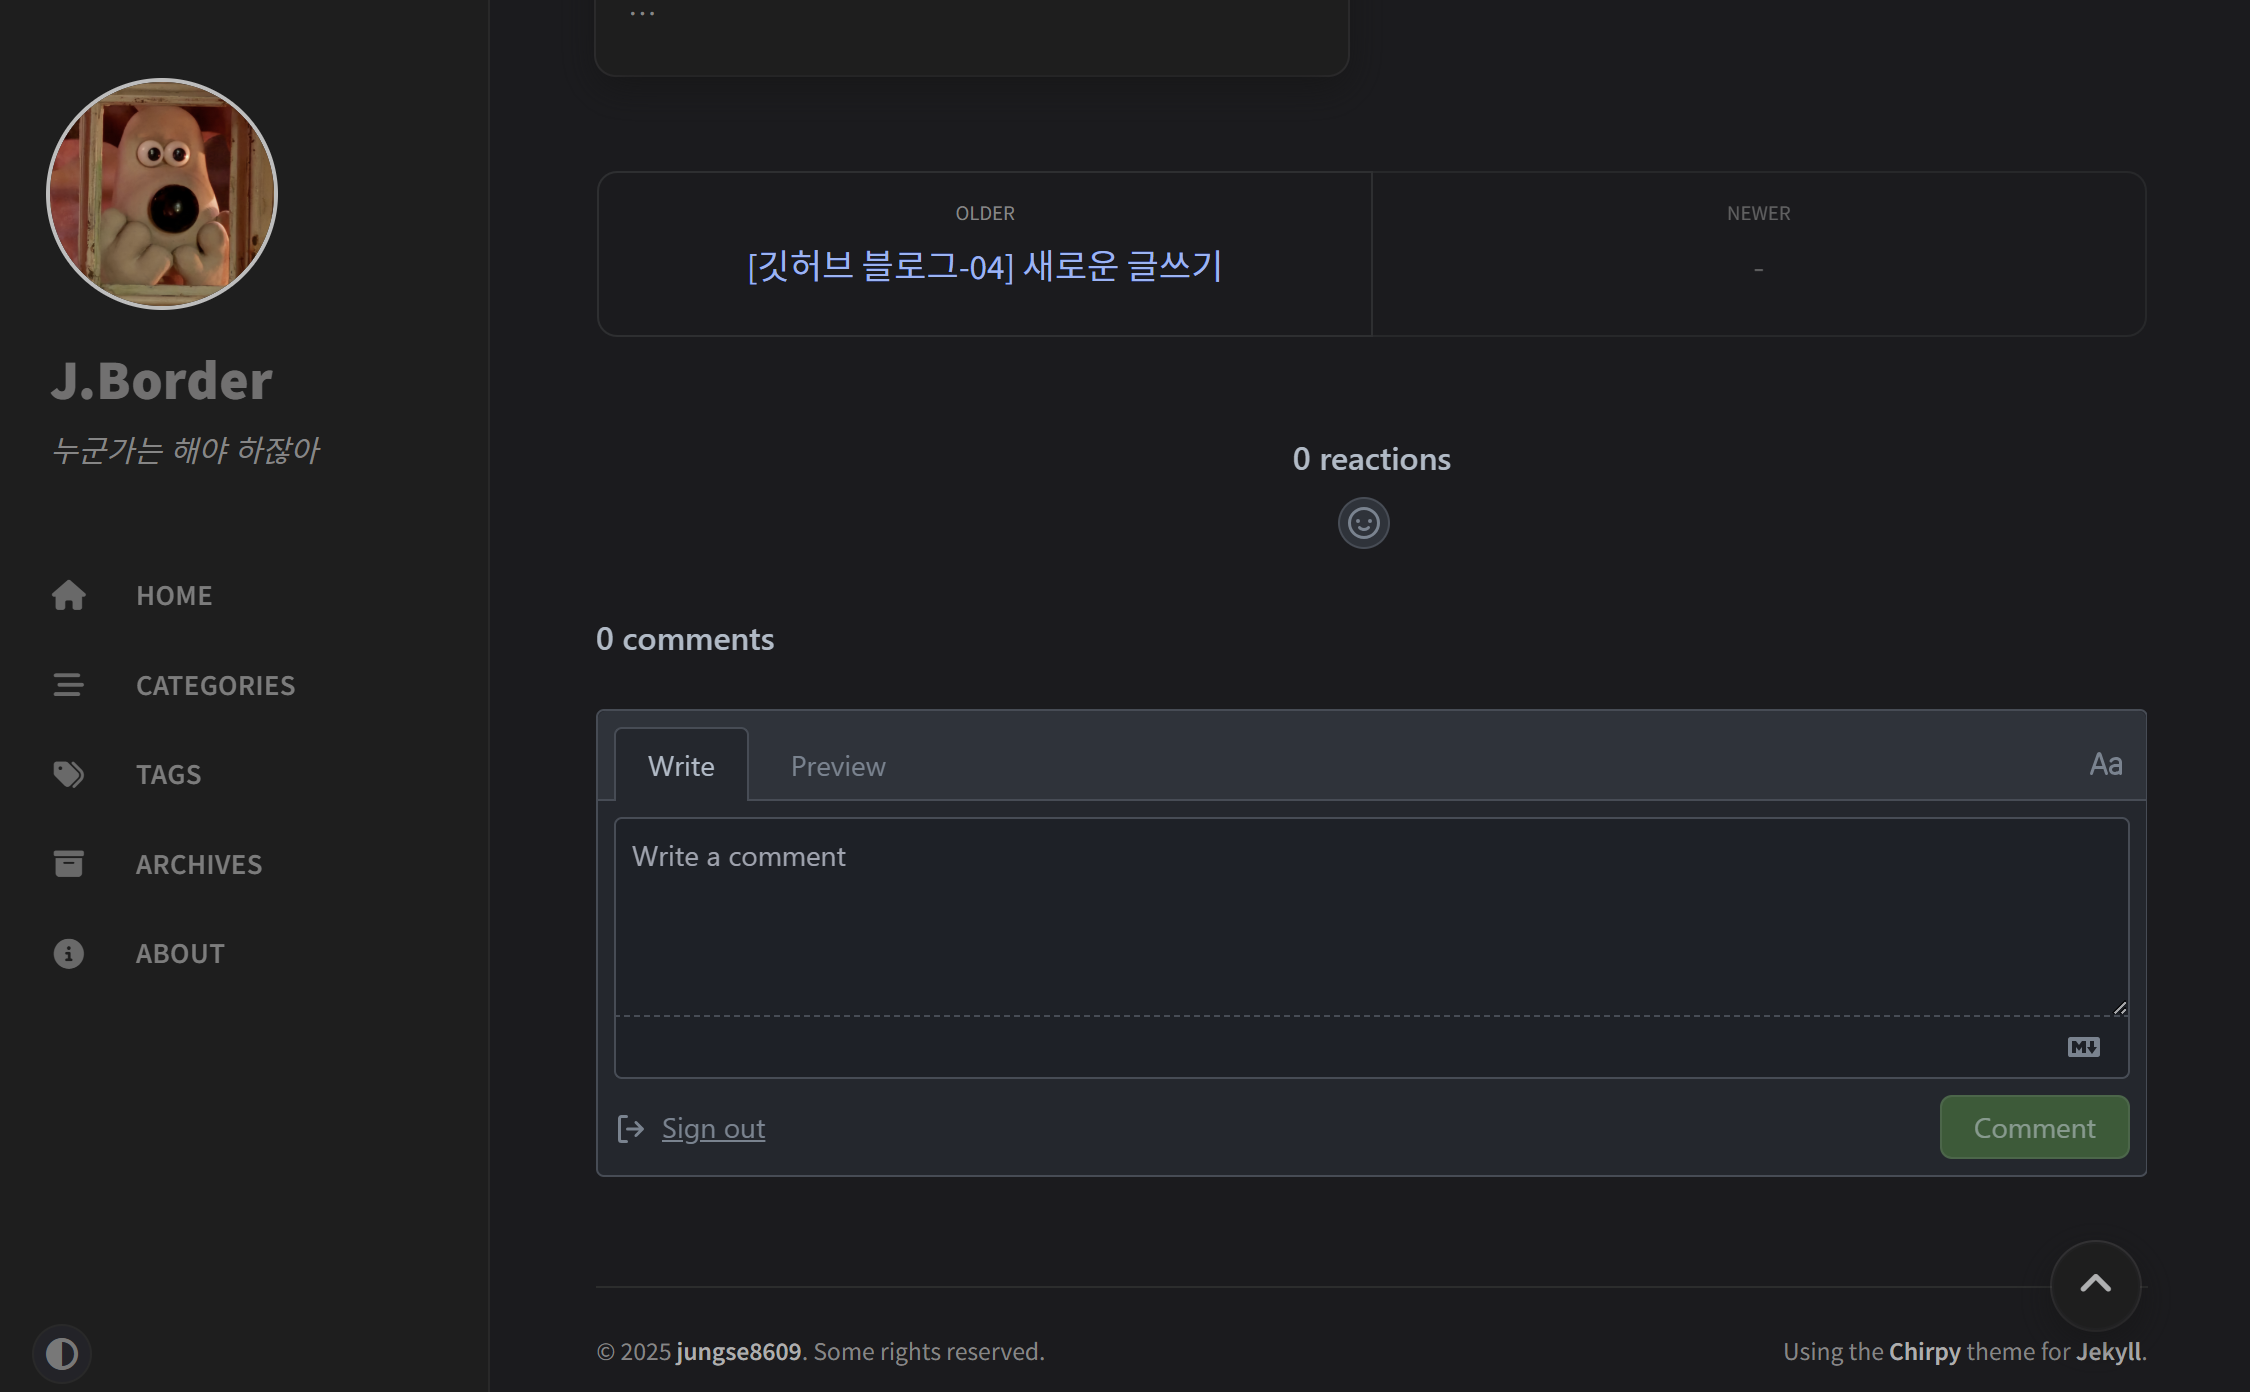 ...
J.Border
누군가는 해야 하잖아
HOME
CATEGORIES
TAGS
ARCHIVES
ABOUT
OLDER
[깃허브 블로그-04] 새로운 글쓰기
NEWER
-
0 reactions
0 comments
Write
Preview
Aa
Write a comment
M
Sign out
Comment
© 2025 jungse8609. Some rights reserved.
Using the Chirpy theme for Jekyll.